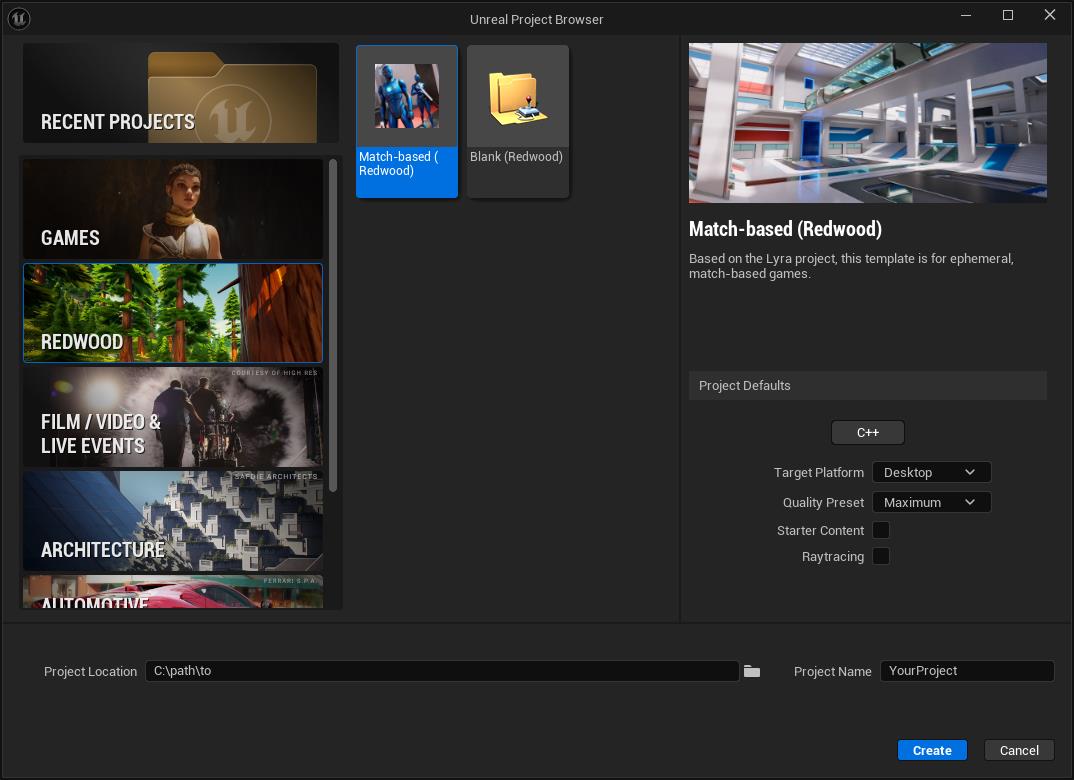 Unreal Project Browser
RECENT PROJECTS
GAMES
REDWOOD
COURTESY OF HIGH RES
FILM / VIDEO &
LIVE EVENTS
SAFDIE ARCHITECTS
ARCHITECTURE
FERRARI S.P.A.
AUTOMOTIVE
Match-based (
Redwood)
Blank (Redwood)
Match-based (Redwood)
Based on the Lyra project, this template is for ephemeral,
match-based games.
Project Defaults
C++
Target Platform Desktop
Quality Preset Maximum
Starter Content
Raytracing
Project Location C:\path\to
Project Name YourProject
Create Cancel